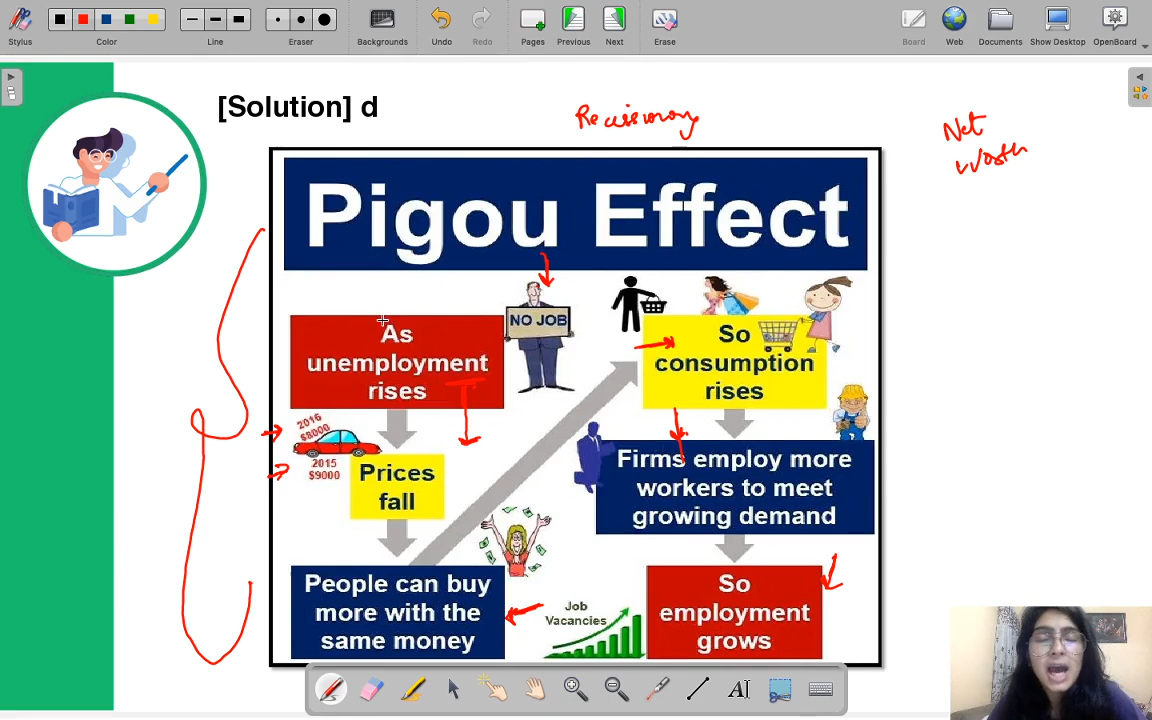 Stylus
Color
Line
Eraser
Backgrounds
Undo
Redo
Pages
Previous
Next
Erase
Board
Web
Documents
Show Desktop
OpenBoard
[Solution] d
Net
Worth
Pigou Effect
NO JOB
As
unemployment
rises
2016
$8000
2015
$9000
Prices
fall
People can buy
more with the
same money
So
consumption
rises
Firms employ more
workers to meet
growing demand
Job
Vacancies
So
employment
grows